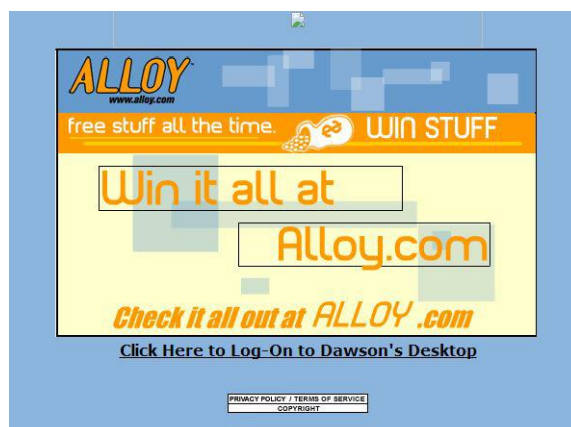 ALLOY
www.alloy.com
free stuff all the time. WIN STUFF
Win it all at
Alloy.com
Check it all out at ALLOY .com
Click Here to Log-On to Dawson's Desktop
PRIVACY POLICY / TERMS OF SERVICE
COPYRIGHT